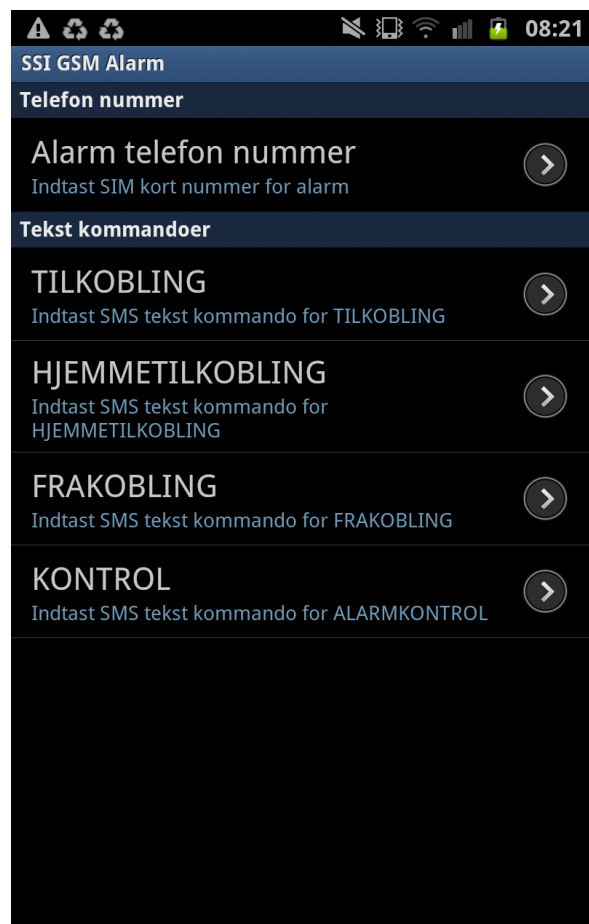 08:21
SSI GSM Alarm
Telefon nummer
Alarm telefon nummer
Indtast SIM kort nummer for alarm
Tekst kommandoer
TILKOBLING
Indtast SMS tekst kommando for TILKOBLING
HJEMMETILKOBLING
Indtast SMS tekst kommando for
HJEMMETILKOBLING
FRAKOBLING
Indtast SMS tekst kommando for FRAKOBLING
KONTROL
Indtast SMS tekst kommando for ALARMKONTROL